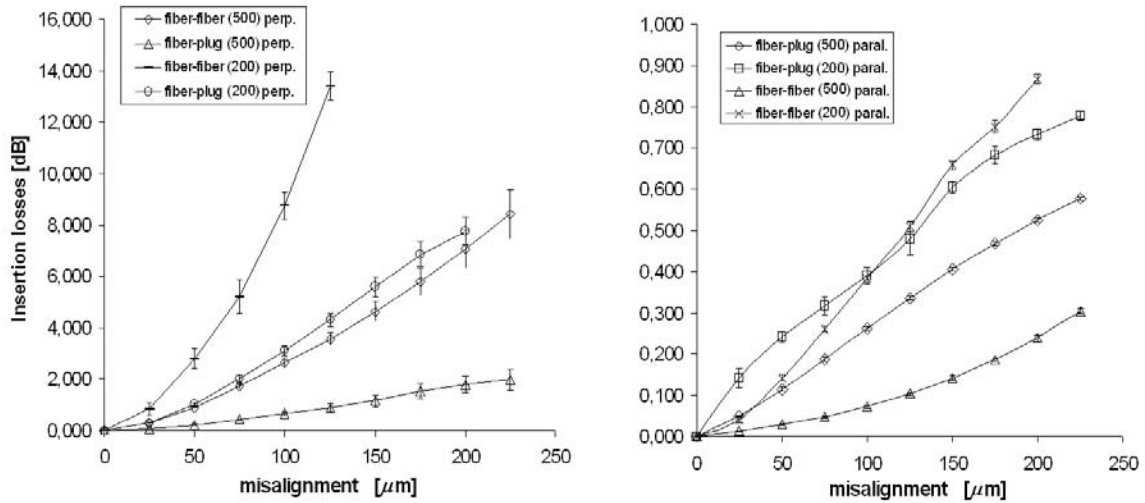 Insertion losses [dB]
16,000
14,000
12,000
10,000
8,000
6,000
4,000
2,000
0,000
fiber-fiber (500) perp.
fiber-plug (500) perp.
fiber-fiber (200) perp.
fiber-plug (200) perp.
0 50 100 150 200 250
misalignment [μm]
1,000
0,900
0,800
0,700
0,600
0,500
0,400
0,300
0,200
0,100
0,000
fiber-plug (500) paral.
fiber-plug (200) paral.
fiber-fiber (500) paral.
fiber-fiber (200) paral.
0 50 100 150 200 250
misalignment [μm]